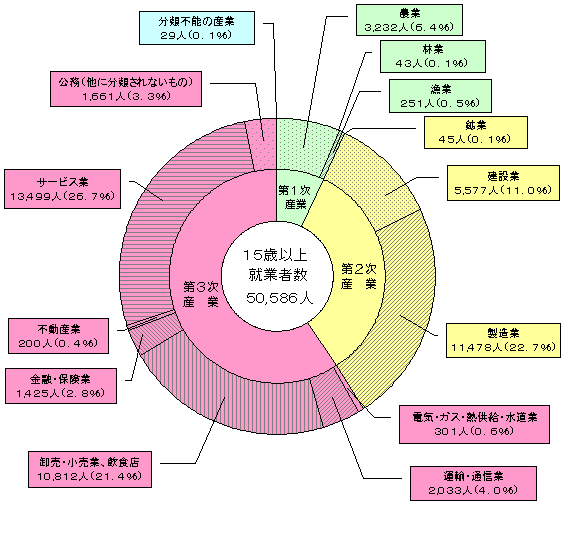 分類不能の産業
29人(0.1%)
農業
3,232人(6.4%)
林業
43人(0.1%)
漁業
251人(0.5%)
鉱業
45人(0.1%)
建設業
5,577人(11.0%)
製造業
11,478人(22.7%)
電気・ガス・熱供給・水道業
301人(0.6%)
運輸・通信業
2,033人(4.0%)
卸売・小売業、飲食店
10,812人(21.4%)
金融・保険業
1,425人(2.8%)
不動産業
200人(0.4%)
サービス業
13,499人(26.7%)
公務(他に分類されないもの)
1,661人(3.3%)
第1次
産業
第2次
産 業
第3次
産 業
15歳以上
就業者数
50,586人